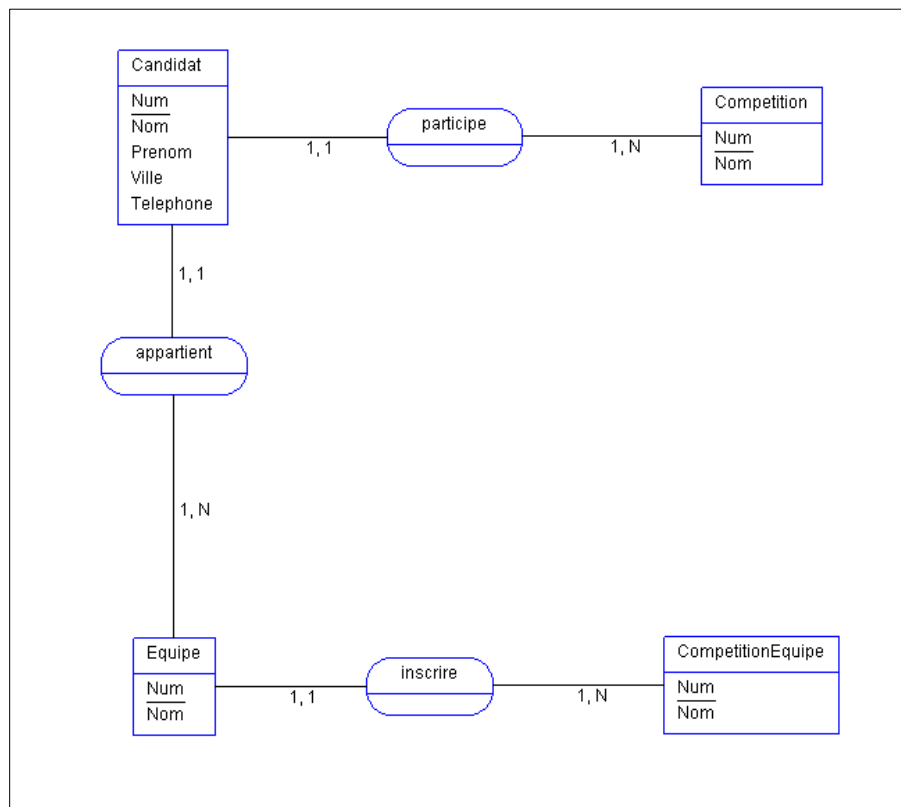 Candidat
Num
Nom
Prenom
Ville
Telephone
1, 1
participe
1, N
Competition
Num
Nom
1, 1
appartient
1, N
Equipe
Num
Nom
1, 1
inscrire
1, N
CompetitionEquipe
Num
Nom